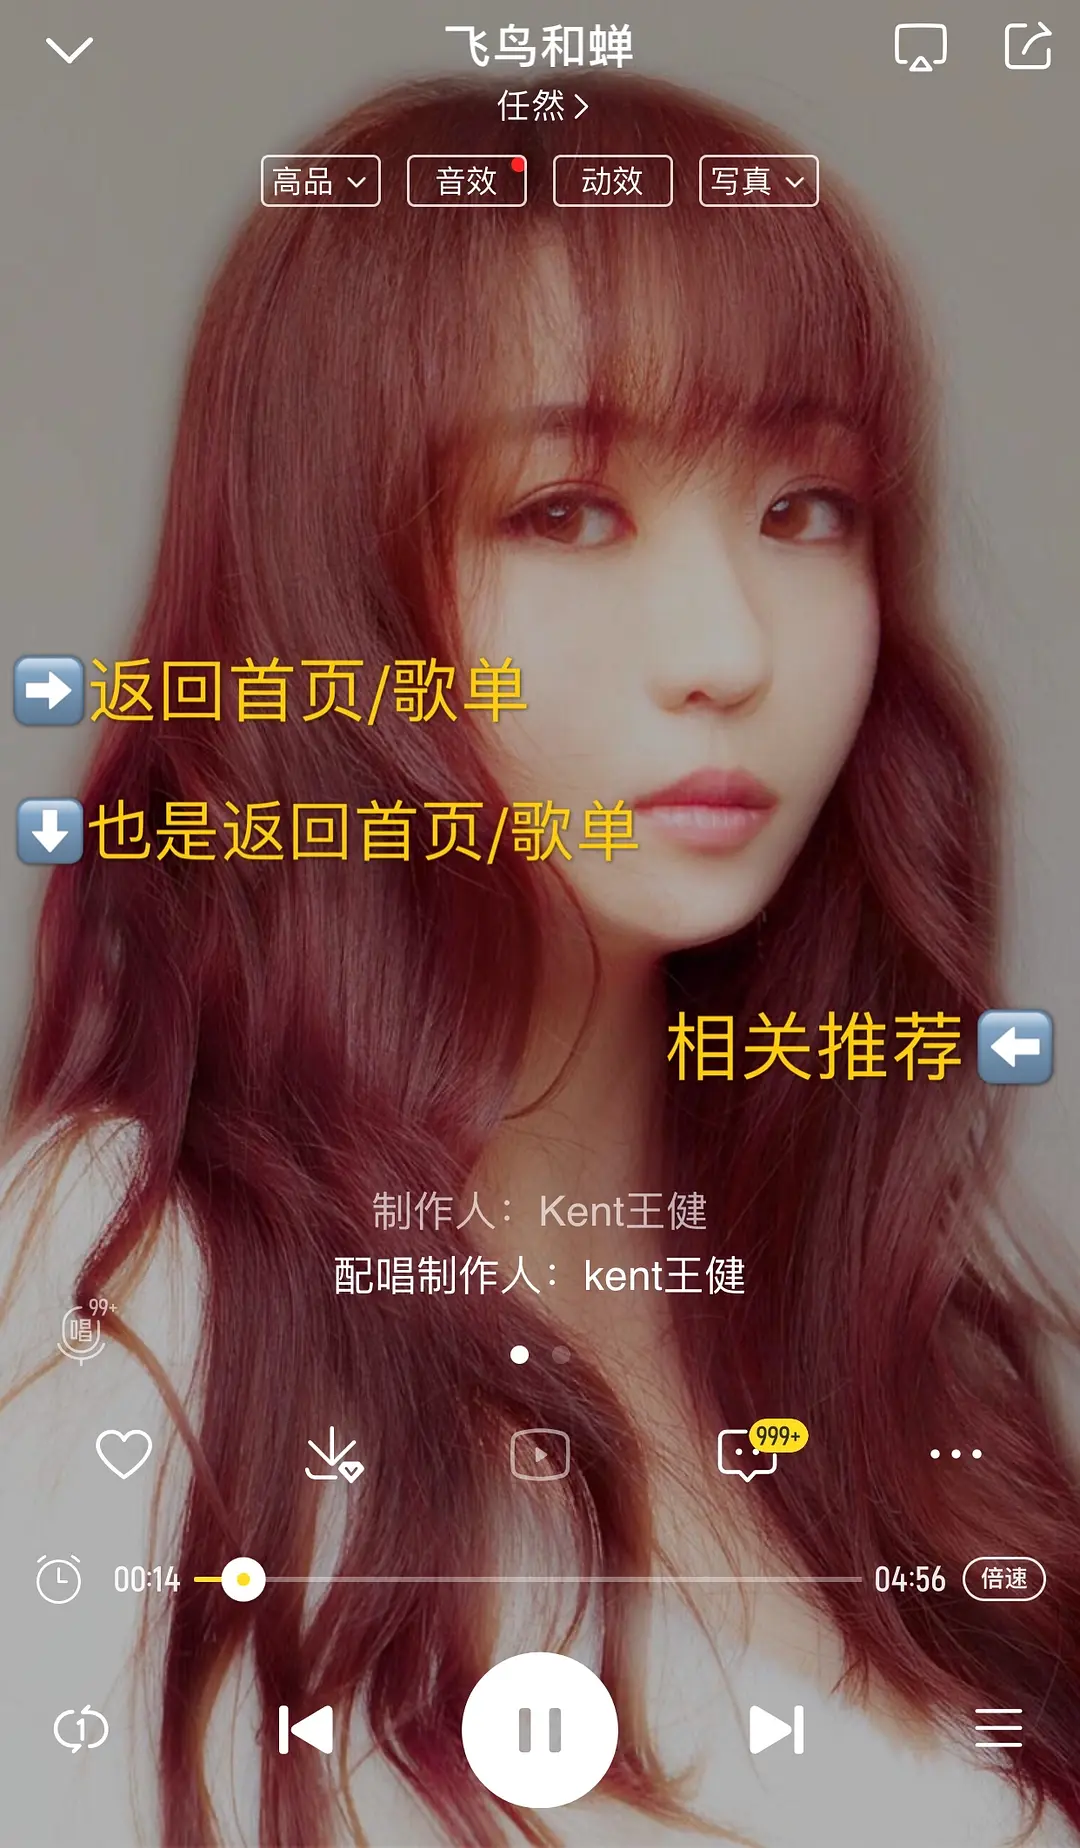 飞鸟和蝉
任然
高品 音效 动效 写真
返回首页/歌单
也是返回首页/歌单
相关推荐
制作人：Kent王健
配唱制作人：kent王健
99+
唱
999+
00:14 04:56 倍速
1